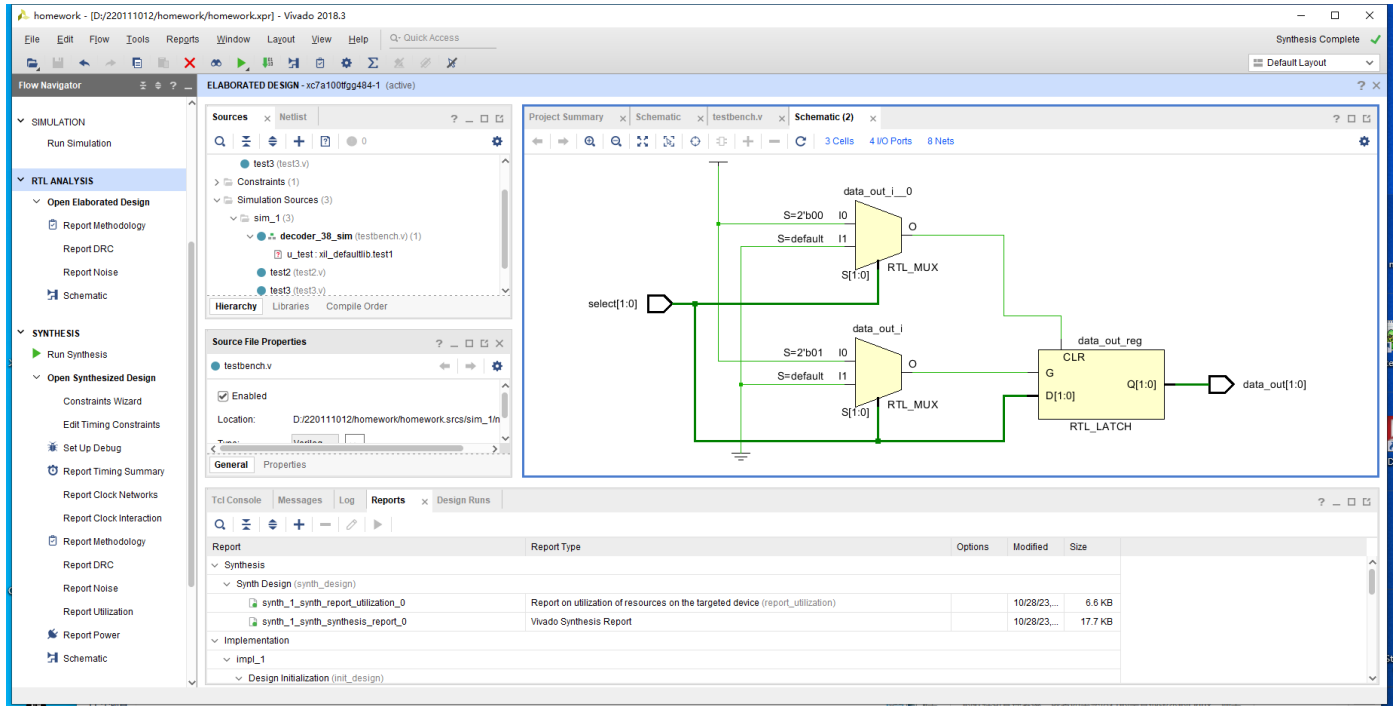 homework - [D:/220111012/homework/homework.xpr] - Vivado 2018.3
File Edit Flow Tools Reports Window Layout View Help Q- Quick Access
Synthesis Complete
Default Layout
Flow Navigator
ELABORATED DESIGN - xc7a100tfgg484-1 (active)
SIMULATION
Run Simulation
RTL ANALYSIS
Open Elaborated Design
Report Methodology
Report DRC
Report Noise
Schematic
SYNTHESIS
Run Synthesis
Open Synthesized Design
Constraints Wizard
Edit Timing Constraints
Set Up Debug
Report Timing Summary
Report Clock Networks
Report Clock Interaction
Report Methodology
Report DRC
Report Noise
Report Utilization
Report Power
Schematic
Sources Netlist
0
test3 (test3.v)
Constraints (1)
Simulation Sources (3)
sim_1 (3)
decoder_38_sim (testbench.v) (1)
u_test : xil_defaultlib.test1
test2 (test2.v)
test3 (test3.v)
Hierarchy Libraries Compile Order
Source File Properties
testbench.v
Enabled
Location: D:/220111012/homework/homework.srcs/sim_1/n
General Properties
Project Summary Schematic testbench.v Schematic (2)
3 Cells 4 I/O Ports 8 Nets
data_out_i__0
S=2'b00 I0
O
S=default I1
RTL_MUX
S[1:0]
select[1:0]
data_out_i
S=2'b01 I0
O
S=default I1
RTL_MUX
S[1:0]
data_out_reg
CLR
G
Q[1:0]
D[1:0]
RTL_LATCH
data_out[1:0]
Tcl Console Messages Log Reports Design Runs
Report Report Type Options Modified Size
Synthesis
Synth Design (synth_design)
synth_1_synth_report_utilization_0 Report on utilization of resources on the targeted device (report_utilization) 10/28/23,... 6.6 KB
synth_1_synth_synthesis_report_0 Vivado Synthesis Report 10/28/23,... 17.7 KB
Implementation
impl_1
Design Initialization (init_design)